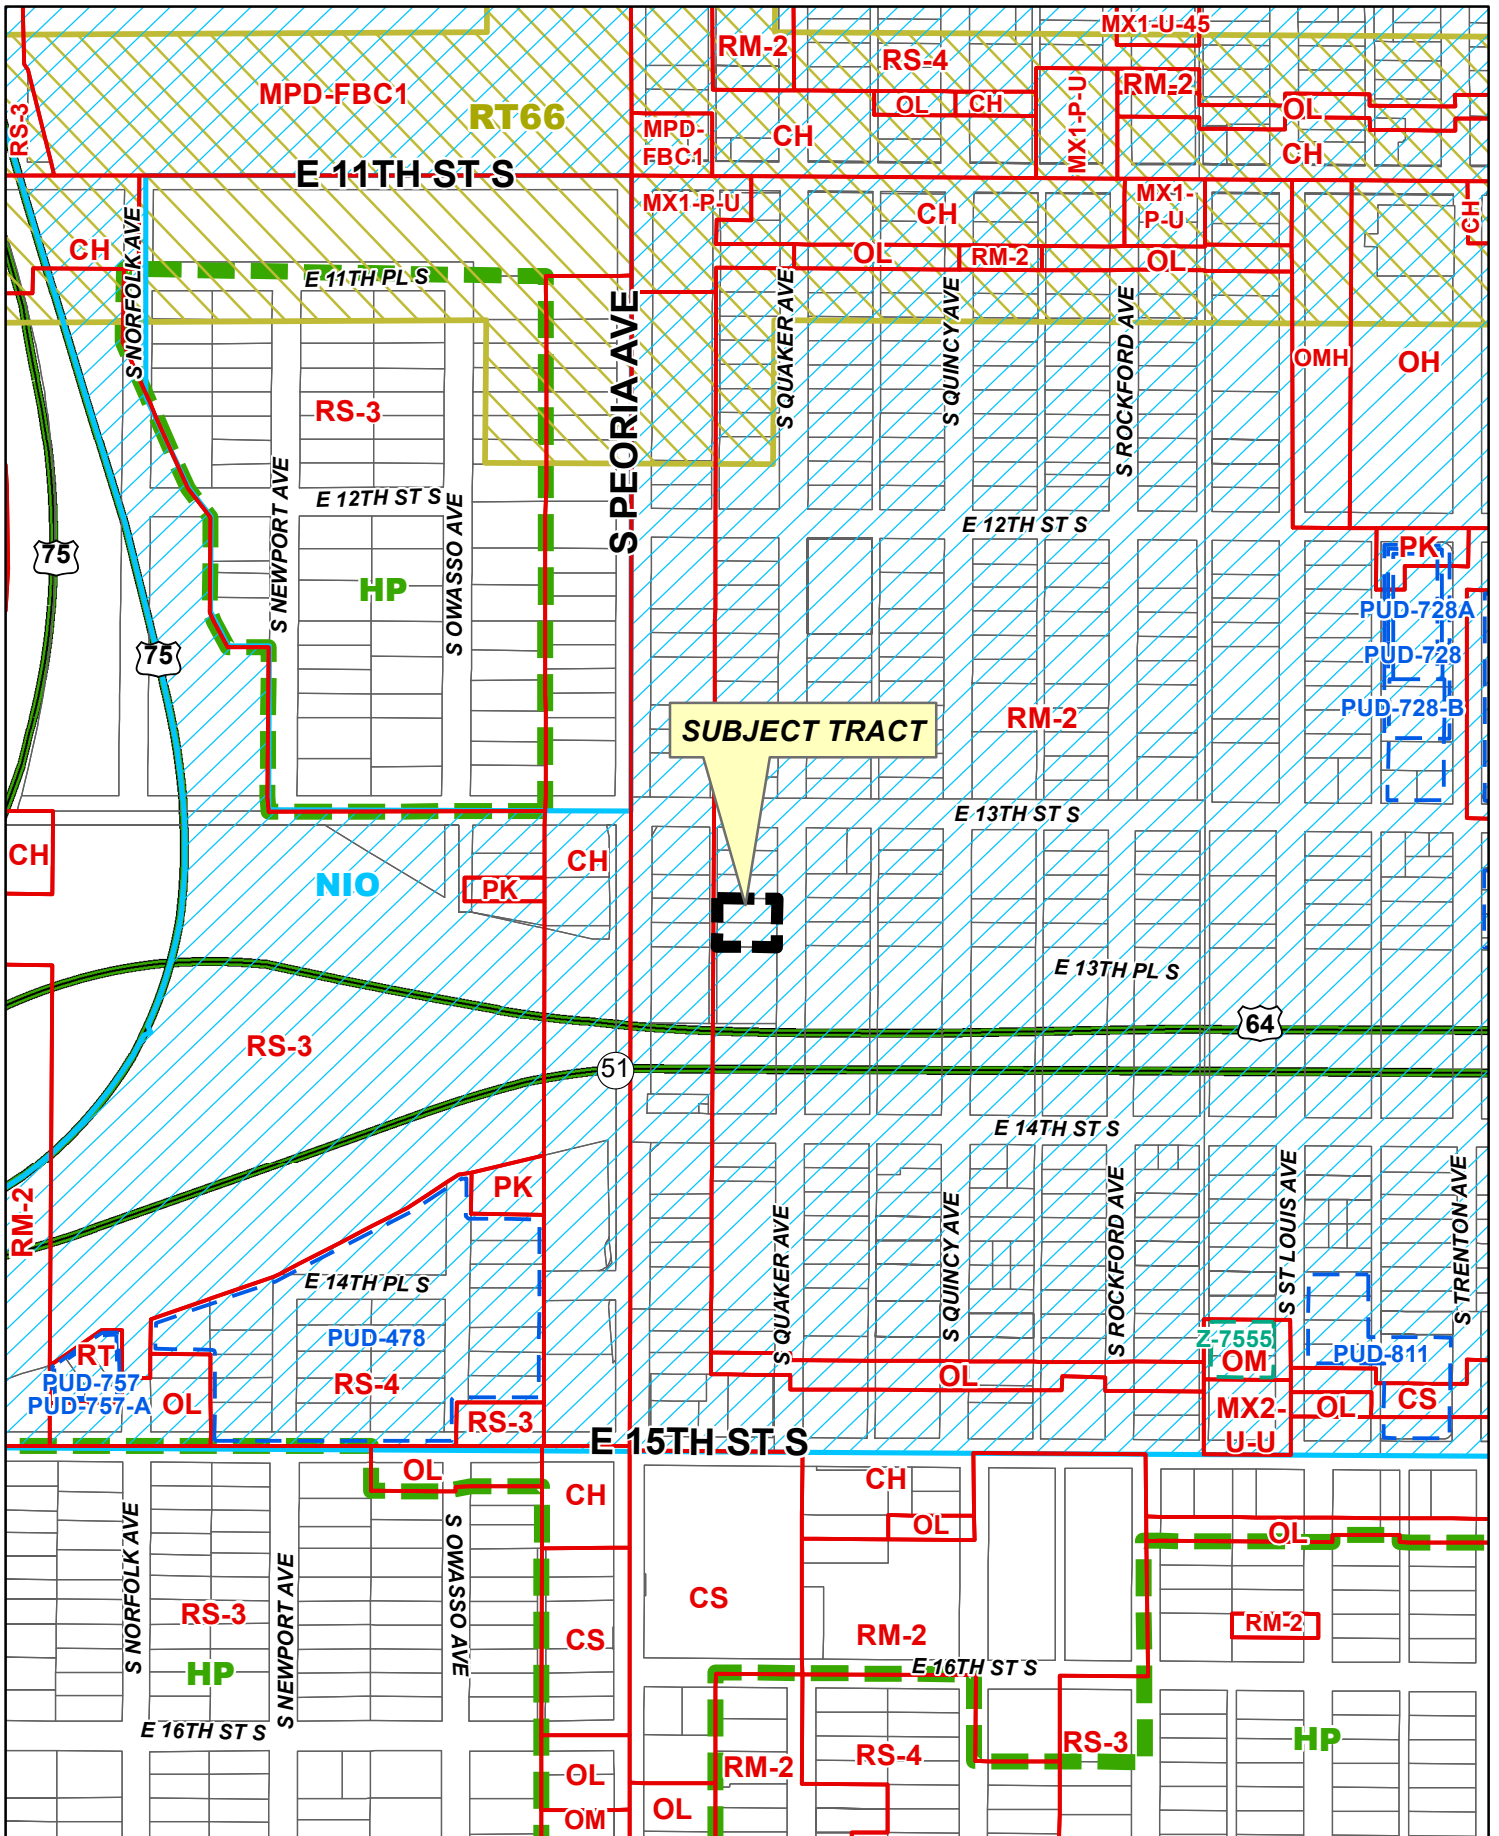 MX1-U-45
RM-2
RS-4
MPD-FBC1
RT66
RS-3
OL
CH
MX1-P-U
RM-2
OL
MPD-
FBC1
CH
CH
E 11TH ST S
MX1-P-U
CH
MX1-
P-U
CH
S NORFOLK AVE
CH
OL
RM-2
OL
E 11TH PL S
S PEORIA AVE
S QUAKER AVE
S QUINCY AVE
S ROCKFORD AVE
OMH
OH
RS-3
E 12TH ST S
E 12TH ST S
S NEWPORT AVE
S OWASSO AVE
75
PK
HP
PUD-728A
PUD-728
75
PUD-728-B
RM-2
SUBJECT TRACT
E 13TH ST S
CH
CH
NIO
PK
E 13TH PL S
64
RS-3
51
E 14TH ST S
PK
RM-2
S QUAKER AVE
S QUINCY AVE
S ROCKFORD AVE
S ST LOUIS AVE
S TRENTON AVE
E 14TH PL S
PUD-478
Z-7555
RT
OM
PUD-811
PUD-757
RS-4
OL
PUD-757-A
OL
CS
RS-3
MX2-
U-U
OL
E 15TH ST S
OL
CH
CH
OL
OL
S NORFOLK AVE
S NEWPORT AVE
S OWASSO AVE
CS
RS-3
CS
RM-2
RM-2
HP
E 16TH ST S
E 16TH ST S
RS-3
HP
RM-2
RS-4
OL
OL
OM